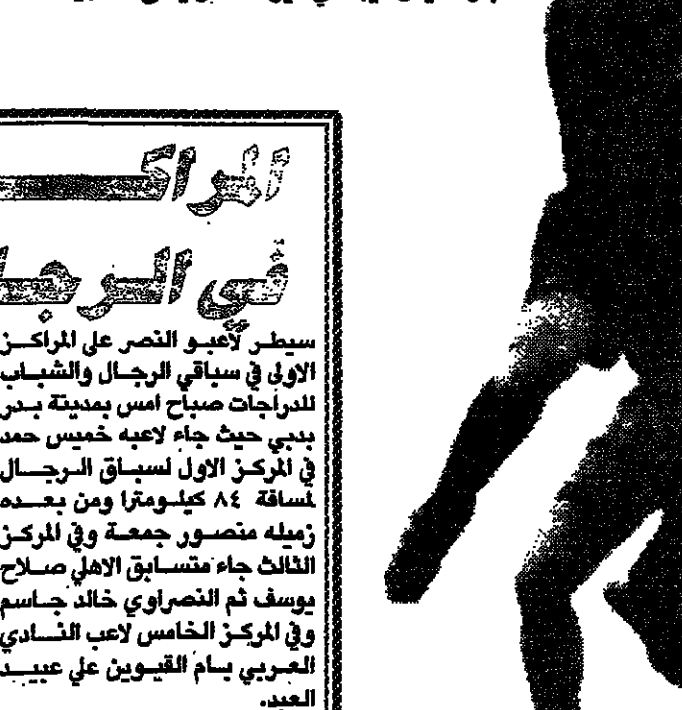 المراكـ
في الرجا
سيطر لاعبو النصر على المراكز
الاولى في سباقي الرجال والشباب
للدراجات صباح امس بمدينة بدر
بدبي حيث جاء لاعبه خميس حمد
في المركز الاول لسباق الرجال
لمسافة ٨٤ كيلومترا ومن بعده
زميله منصور جمعة وفي المركز
الثالث جاء متسابق الاهلي صلاح
يوسف ثم النصراوي خالد جاسم
وفي المركز الخامس لاعب النادي
العربي بام القيوين علي عبيد
العبد.